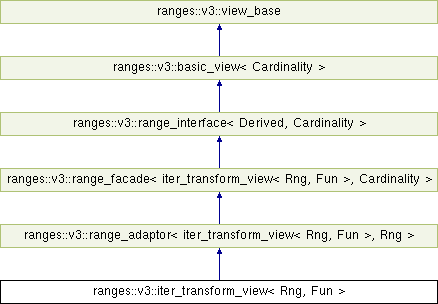 ranges::v3::view_base
ranges::v3::basic_view< Cardinality >
ranges::v3::range_interface< Derived, Cardinality >
ranges::v3::range_facade< iter_transform_view< Rng, Fun >, Cardinality >
ranges::v3::range_adaptor< iter_transform_view< Rng, Fun >, Rng >
ranges::v3::iter_transform_view< Rng, Fun >